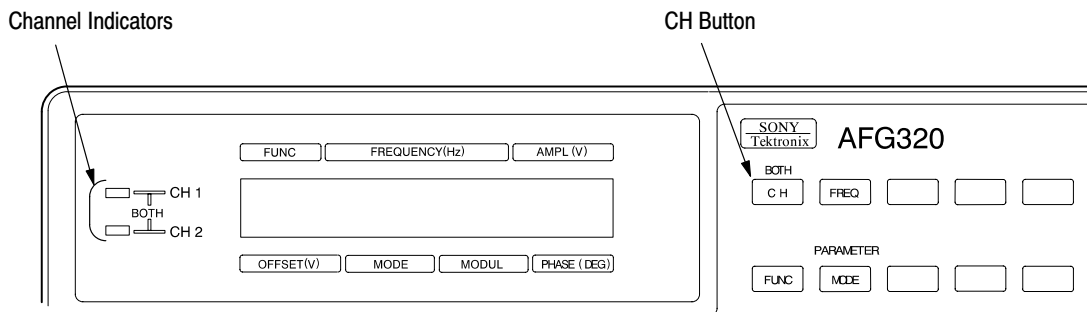 Channel Indicators
CH Button
SONY
Tektronix
AFG320
FUNC FREQUENCY(Hz) AMPL (V)
BOTH
CH 1
BOTH
CH 2
CH FREQ
OFFSET(V) MODE MODUL PHASE (DEG)
PARAMETER
FUNC MODE